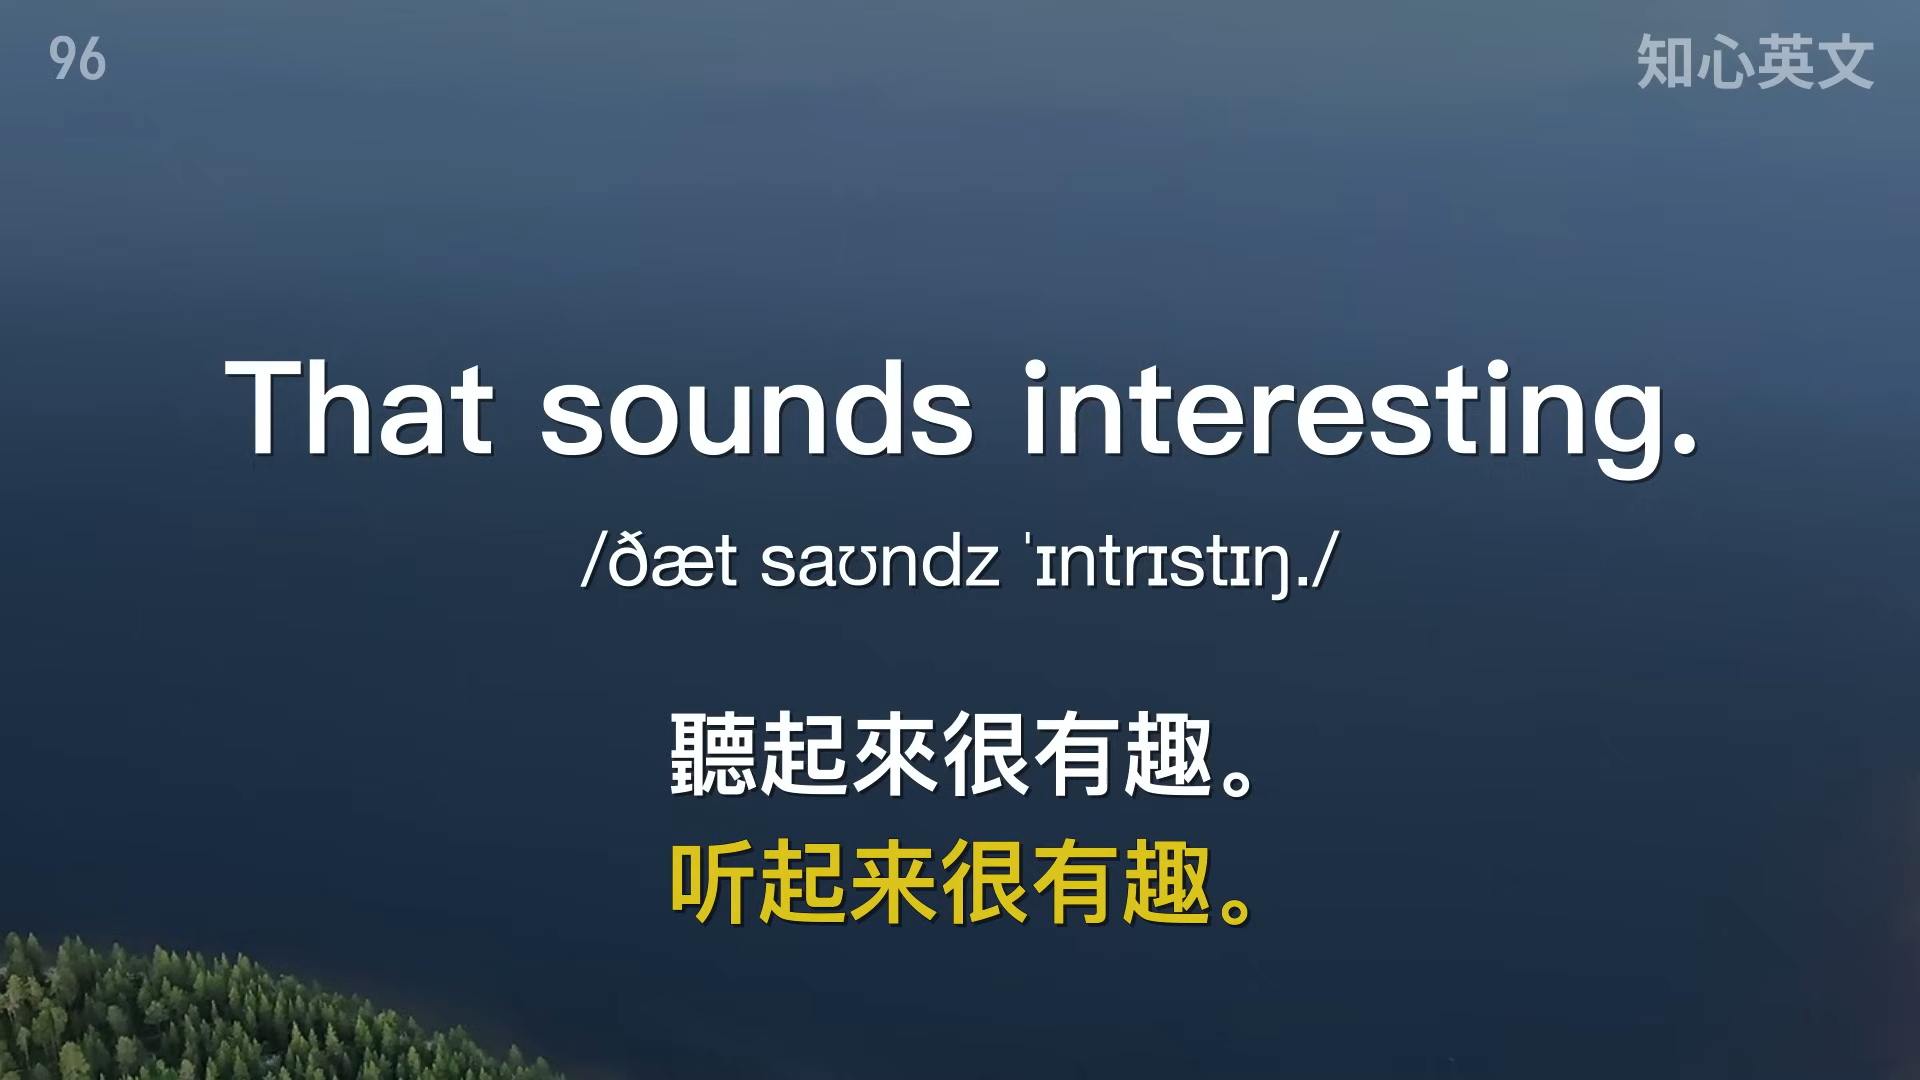 96
知心英文
That sounds interesting.
/ðæt saʊndz ˈɪntrɪstɪŋ./
聽起來很有趣。
听起来很有趣。